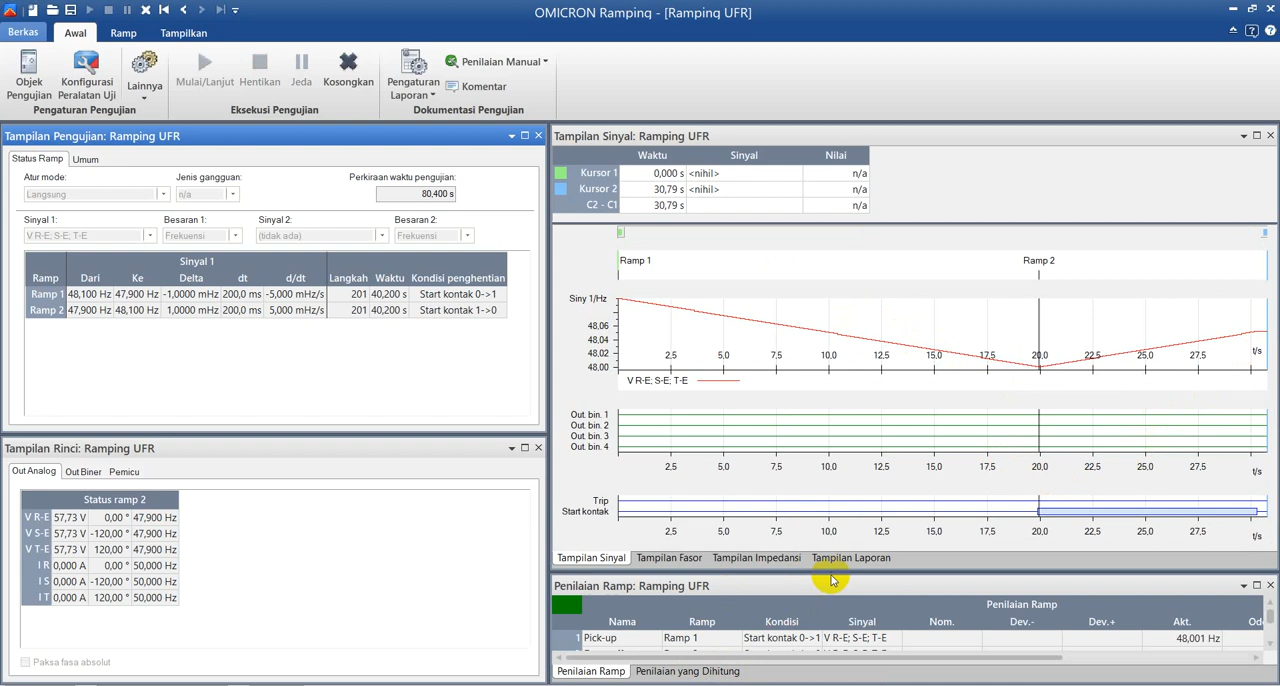 OMICRON Ramping - [Ramping UFR]
Berkas Awal Ramp Tampilkan
Objek Pengujian
Konfigurasi Peralatan Uji
Lainnya
Mulai/Lanjut Hentikan Jeda Kosongkan
Pengaturan Laporan
Penilaian Manual
Komentar
Pengaturan Pengujian Eksekusi Pengujian Dokumentasi Pengujian
Tampilan Pengujian: Ramping UFR
Status Ramp Umum
Atur mode: Jenis gangguan: Perkiraan waktu pengujian:
Langsung n/a 80,400 s
Sinyal 1: Besaran 1: Sinyal 2: Besaran 2:
V R-E; S-E; T-E Frekuensi (tidak ada) Frekuensi
Sinyal 1
Ramp Dari Ke Delta dt d/dt Langkah Waktu Kondisi penghentian
Ramp 1 48,100 Hz 47,900 Hz -1,0000 mHz 200,0 ms -5,000 mHz/s 201 40,200 s Start kontak 0->1
Ramp 2 47,900 Hz 48,100 Hz 1,0000 mHz 200,0 ms 5,000 mHz/s 201 40,200 s Start kontak 1->0
Tampilan Rinci: Ramping UFR
Out Analog Out Biner Pemicu
Status ramp 2
V R-E 57,73 V 0,00 ° 47,900 Hz
V S-E 57,73 V -120,00 ° 47,900 Hz
V T-E 57,73 V 120,00 ° 47,900 Hz
I R 0,000 A 0,00 ° 50,000 Hz
I S 0,000 A -120,00 ° 50,000 Hz
I T 0,000 A 120,00 ° 50,000 Hz
Paksa fasa absolut
Tampilan Sinyal: Ramping UFR
Waktu Sinyal Nilai
Kursor 1 0,000 s <nihil> n/a
Kursor 2 30,79 s <nihil> n/a
C2 - C1 30,79 s n/a
Ramp 1 Ramp 2
Siny 1/Hz
48.06
48.04
48.02
48.00
2,5 5,0 7,5 10,0 12,5 15,0 17,5 20,0 22,5 25,0 27,5 t/s
V R-E; S-E; T-E
Out. bin. 1
Out. bin. 2
Out. bin. 3
Out. bin. 4
2,5 5,0 7,5 10,0 12,5 15,0 17,5 20,0 22,5 25,0 27,5 t/s
Trip
Start kontak
2,5 5,0 7,5 10,0 12,5 15,0 17,5 20,0 22,5 25,0 27,5 t/s
Tampilan Sinyal Tampilan Fasor Tampilan Impedansi Tampilan Laporan
Penilaian Ramp: Ramping UFR
Penilaian Ramp
Nama Ramp Kondisi Sinyal Nom. Dev.- Dev.+ Akt.
1 Pick-up Ramp 1 Start kontak 0->1 V R-E; S-E; T-E 48,001 Hz
Penilaian Ramp Penilaian yang Dihitung